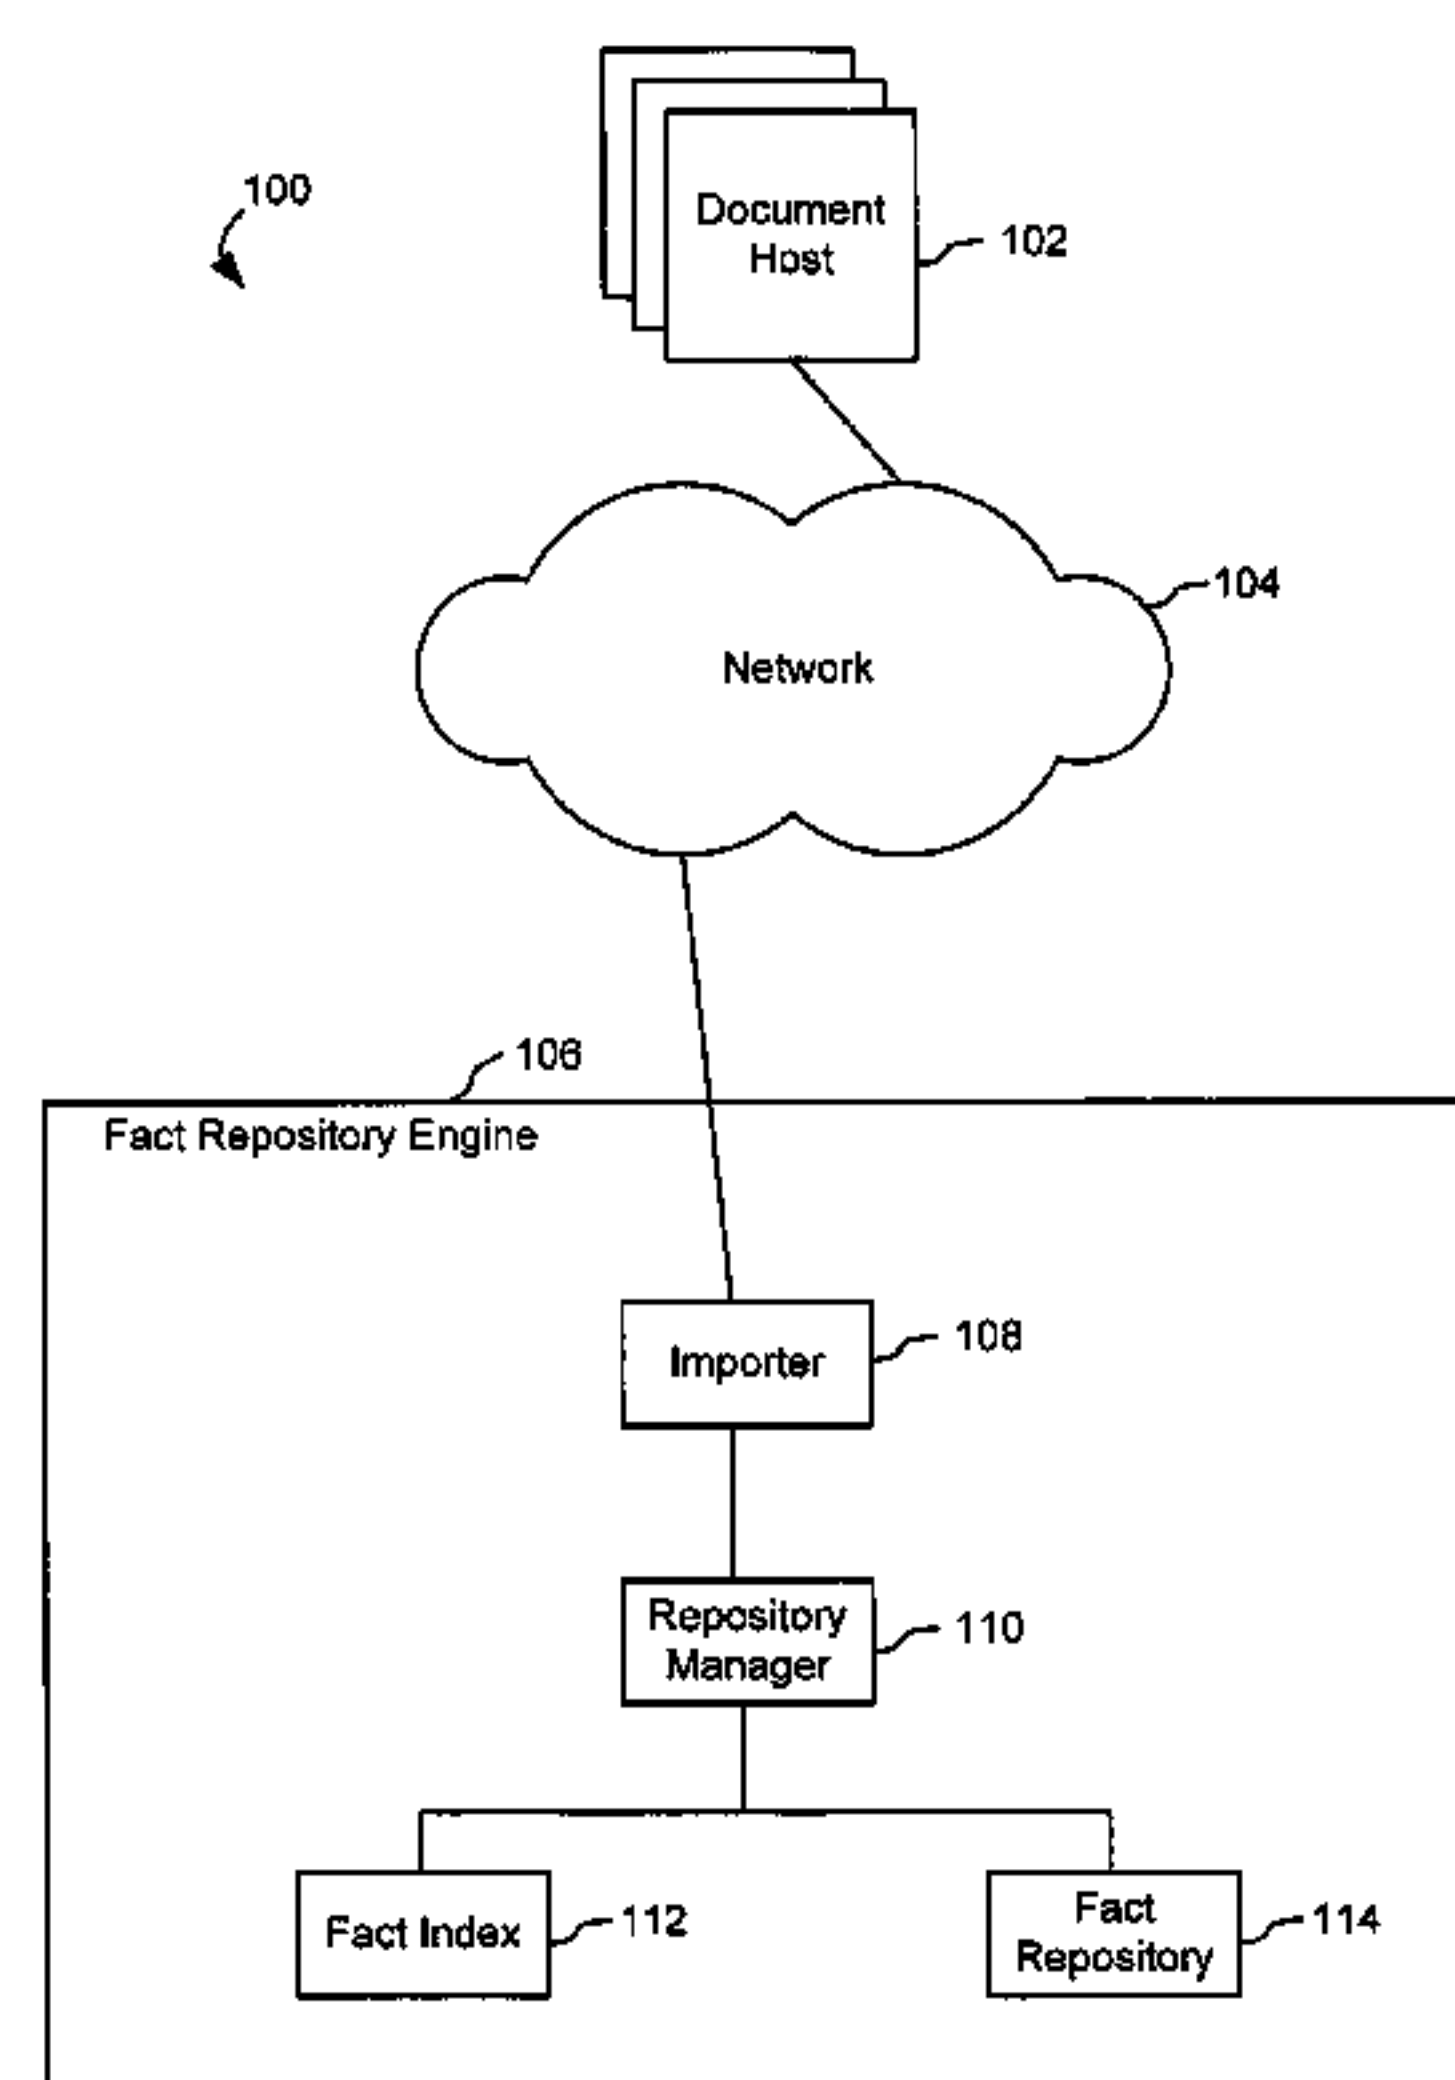 100
Document
Host
102
104
Network
106
Fact Repository Engine
Importer
108
Repository
Manager
110
Fact Index
112
Fact
Repository
114